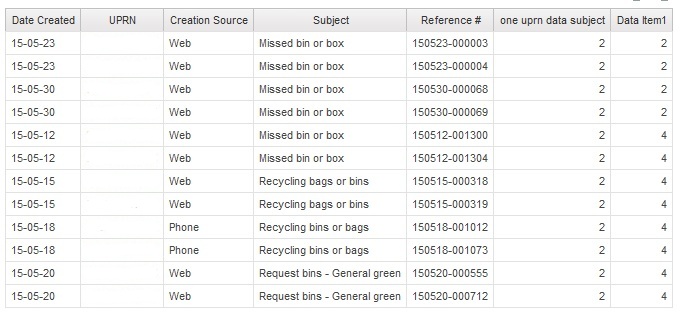 Date Created UPRN Creation Source Subject Reference # one uprn data subject Data Item1
15-05-23 Web Missed bin or box 150523-000003 2 2
15-05-23 Web Missed bin or box 150523-000004 2 2
15-05-30 Web Missed bin or box 150530-000068 2 2
15-05-30 Web Missed bin or box 150530-000069 2 2
15-05-12 Web Missed bin or box 150512-001300 2 4
15-05-12 Web Missed bin or box 150512-001304 2 4
15-05-15 Web Recycling bags or bins 150515-000318 2 4
15-05-15 Web Recycling bags or bins 150515-000319 2 4
15-05-18 Phone Recycling bins or bags 150518-001012 2 4
15-05-18 Phone Recycling bins or bags 150518-001073 2 4
15-05-20 Web Request bins - General green 150520-000555 2 4
15-05-20 Web Request bins - General green 150520-000712 2 4